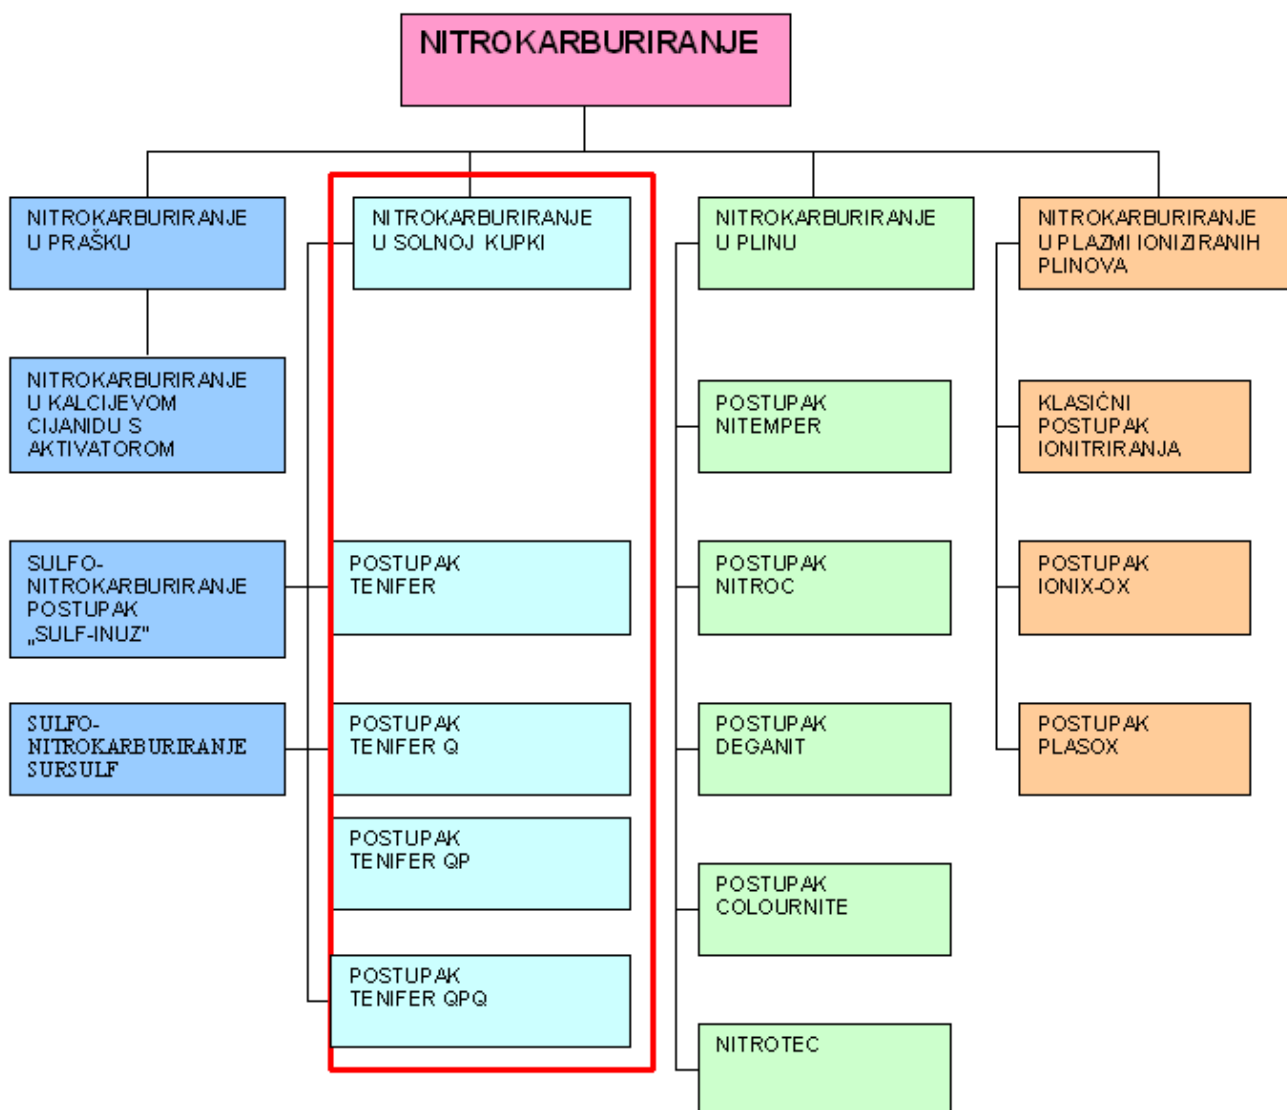 NITROKARBURIRANJE
NITROKARBURIRANJE
U PRAŠKU
NITROKARBURIRANJE
U SOLNOJ KUPKI
NITROKARBURIRANJE
U PLINU
NITROKARBURIRANJE
U PLAZMI IONIZIRANIH
PLINOVA
NITROKARBURIRANJE
U KALCIJEVOM
CIJANIDU S
AKTIVATOROM
POSTUPAK
NITEMPER
KLASIČNI
POSTUPAK
IONITRIRANJA
SULFO-
NITROKARBURIRANJE
POSTUPAK
„SULF-INUZ"
POSTUPAK
TENIFER
POSTUPAK
NITROC
POSTUPAK
IONIX-OX
SULFO-
NITROKARBURIRANJE
SURSULF
POSTUPAK
TENIFER Q
POSTUPAK
DEGANIT
POSTUPAK
PLASOX
POSTUPAK
TENIFER QP
POSTUPAK
COLOURNITE
POSTUPAK
TENIFER QPQ
NITROTEC